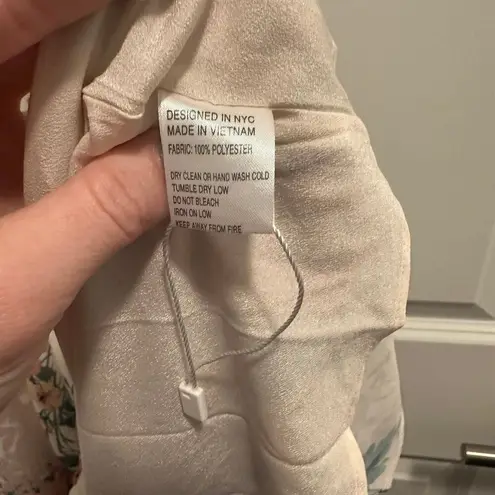 DESIGNED IN NYC
MADE IN VIETNAM
FABRIC: 100% POLYESTER
DRY CLEAN OR HAND WASH COLD
TUMBLE DRY LOW
DO NOT BLEACH
IRON ON LOW
KEEP AWAY FROM FIRE